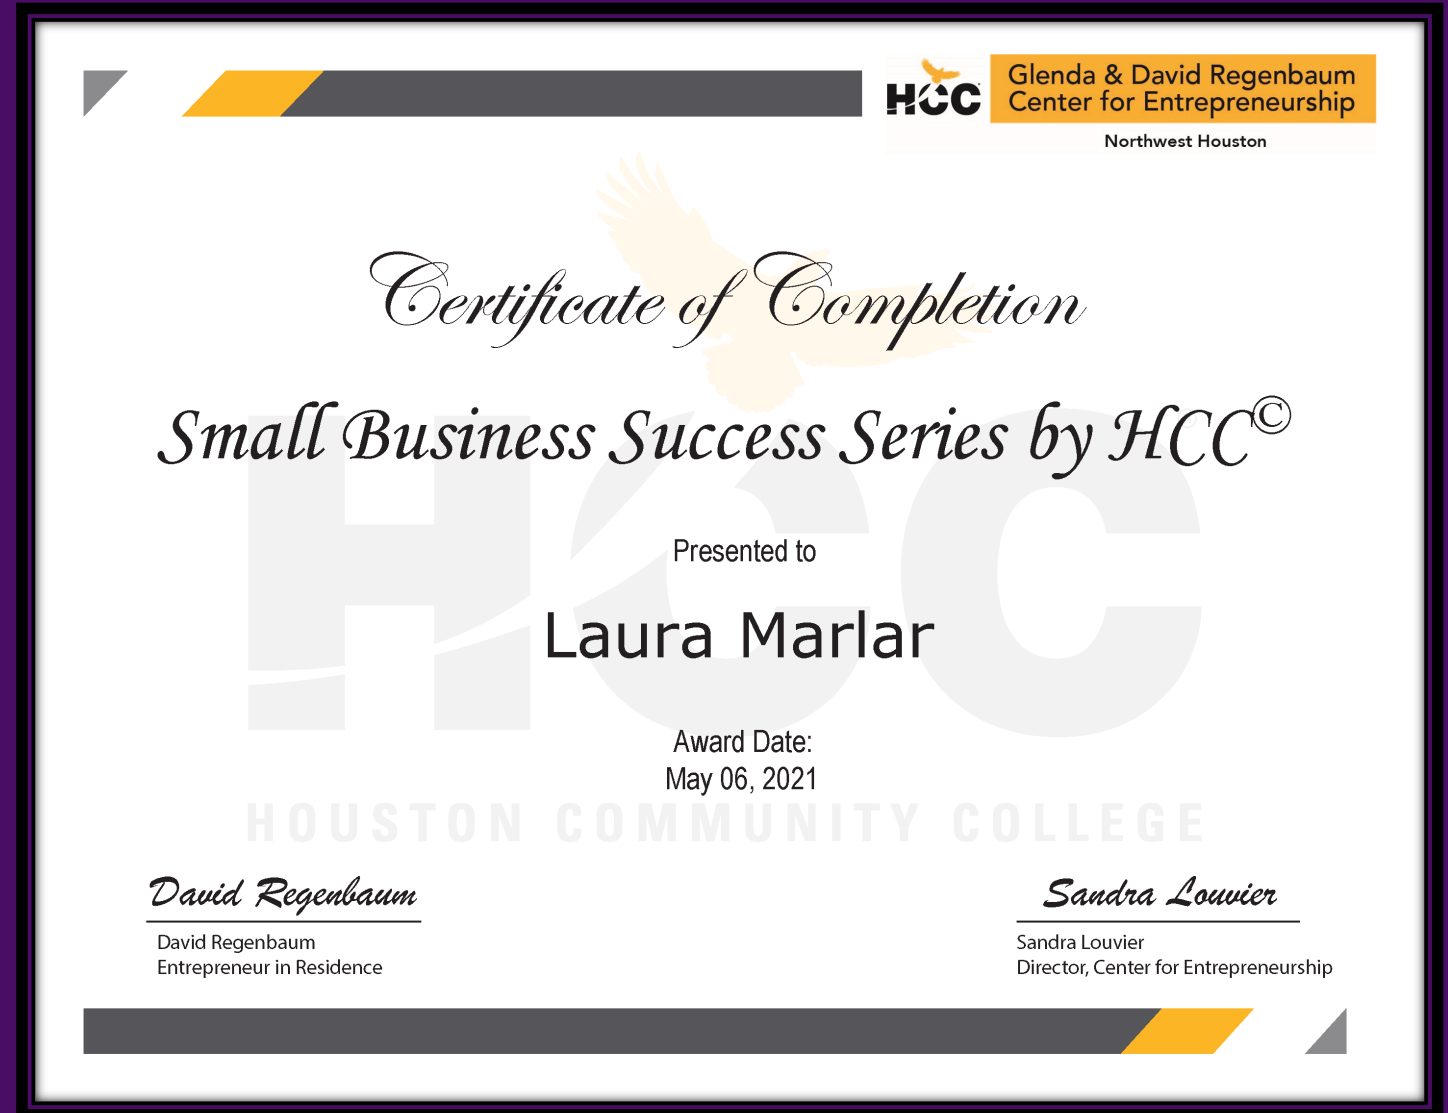 HCC
Glenda & David Regenbaum
Center for Entrepreneurship
Northwest Houston
Certificate of Completion
Small Business Success Series by HCC©
HCC
Presented to
Laura Marlar
Award Date:
May 06, 2021
HOUSTON COMMUNITY COLLEGE
David Regenbaum
David Regenbaum
Entrepreneur in Residence
Sandra Louvier
Sandra Louvier
Director, Center for Entrepreneurship